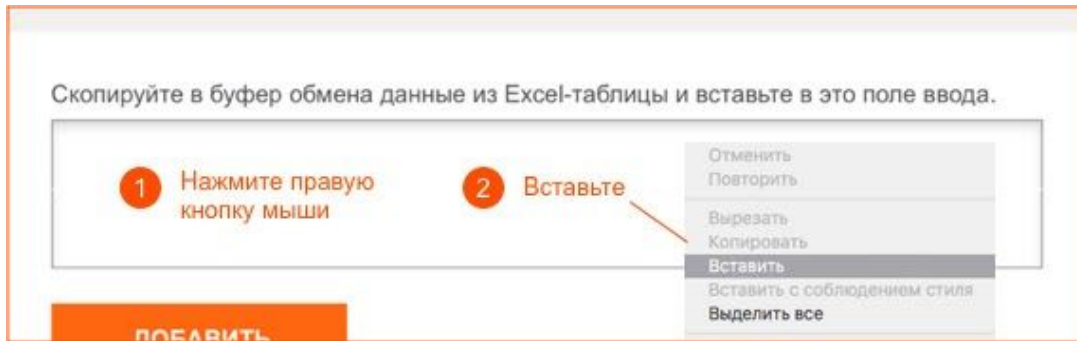 Скопируйте в буфер обмена данные из Excel-таблицы и вставьте в это поле ввода.
1 Нажмите правую
кнопку мыши
2 Вставьте
Отменить
Повторить
Вырезать
Копировать
Вставить
Вставить с соблюдением стиля
Выделить все
ДОБАВИТЬ